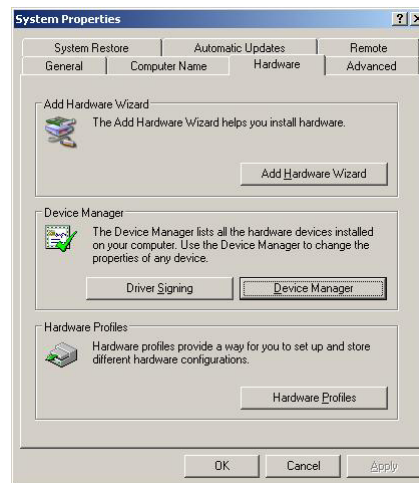 System Properties
System Restore Automatic Updates Remote
General Computer Name Hardware Advanced
Add Hardware Wizard
The Add Hardware Wizard helps you install hardware.
Add Hardware Wizard
Device Manager
The Device Manager lists all the hardware devices installed
on your computer. Use the Device Manager to change the
properties of any device.
Driver Signing Device Manager
Hardware Profiles
Hardware profiles provide a way for you to set up and store
different hardware configurations.
Hardware Profiles
OK Cancel Apply